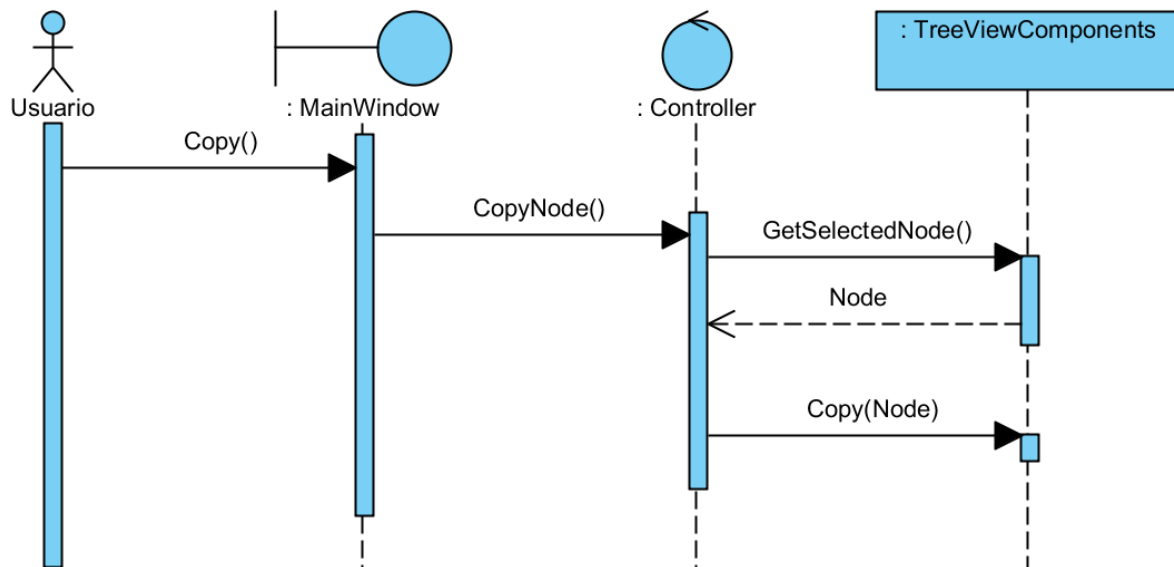 : TreeViewComponents
Usuario
: MainWindow
: Controller
Copy()
CopyNode()
GetSelectedNode()
Node
Copy(Node)